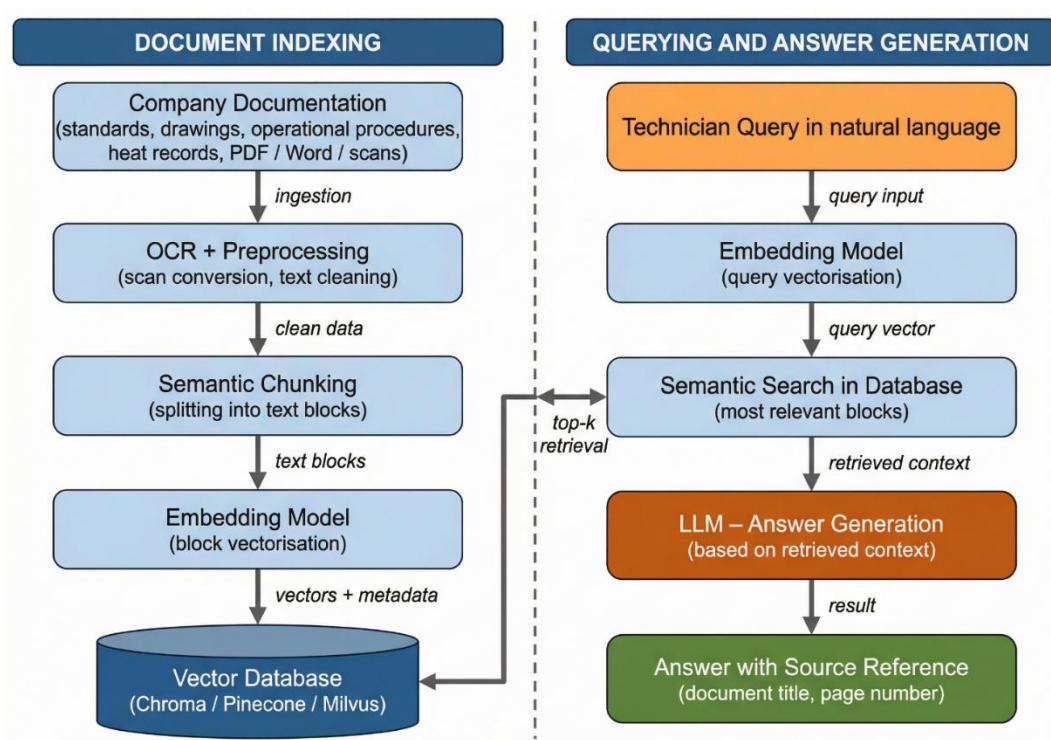 DOCUMENT INDEXING
Company Documentation
(standards, drawings, operational procedures,
heat records, PDF / Word / scans)
ingestion
OCR + Preprocessing
(scan conversion, text cleaning)
clean data
Semantic Chunking
(splitting into text blocks)
text blocks
Embedding Model
(block vectorisation)
vectors + metadata
Vector Database
(Chroma / Pinecone / Milvus)
top-k
retrieval
QUERYING AND ANSWER GENERATION
Technician Query in natural language
query input
Embedding Model
(query vectorisation)
query vector
Semantic Search in Database
(most relevant blocks)
retrieved context
LLM – Answer Generation
(based on retrieved context)
result
Answer with Source Reference
(document title, page number)